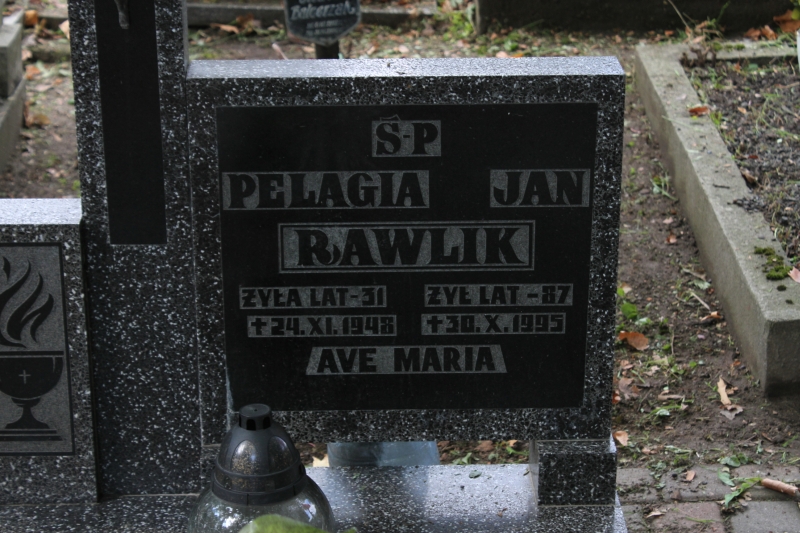 Ś-P
PELAGIA JAN
RAWLIK
ŻYŁA LAT-31 ŻYŁ LAT-87
+24.XI.1948 +30.X.1995
AVE MARIA